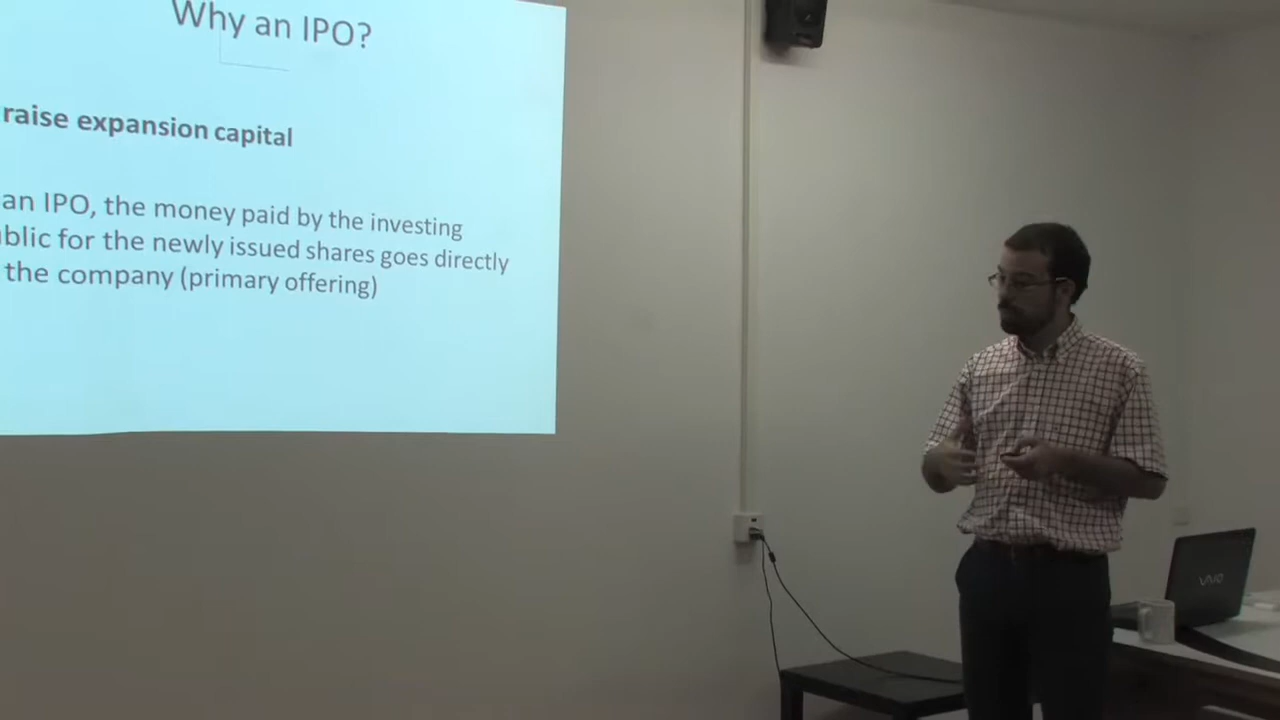 Why an IPO?
raise expansion capital
an IPO, the money paid by the investing
ublic for the newly issued shares goes directly
the company (primary offering)
VAIO